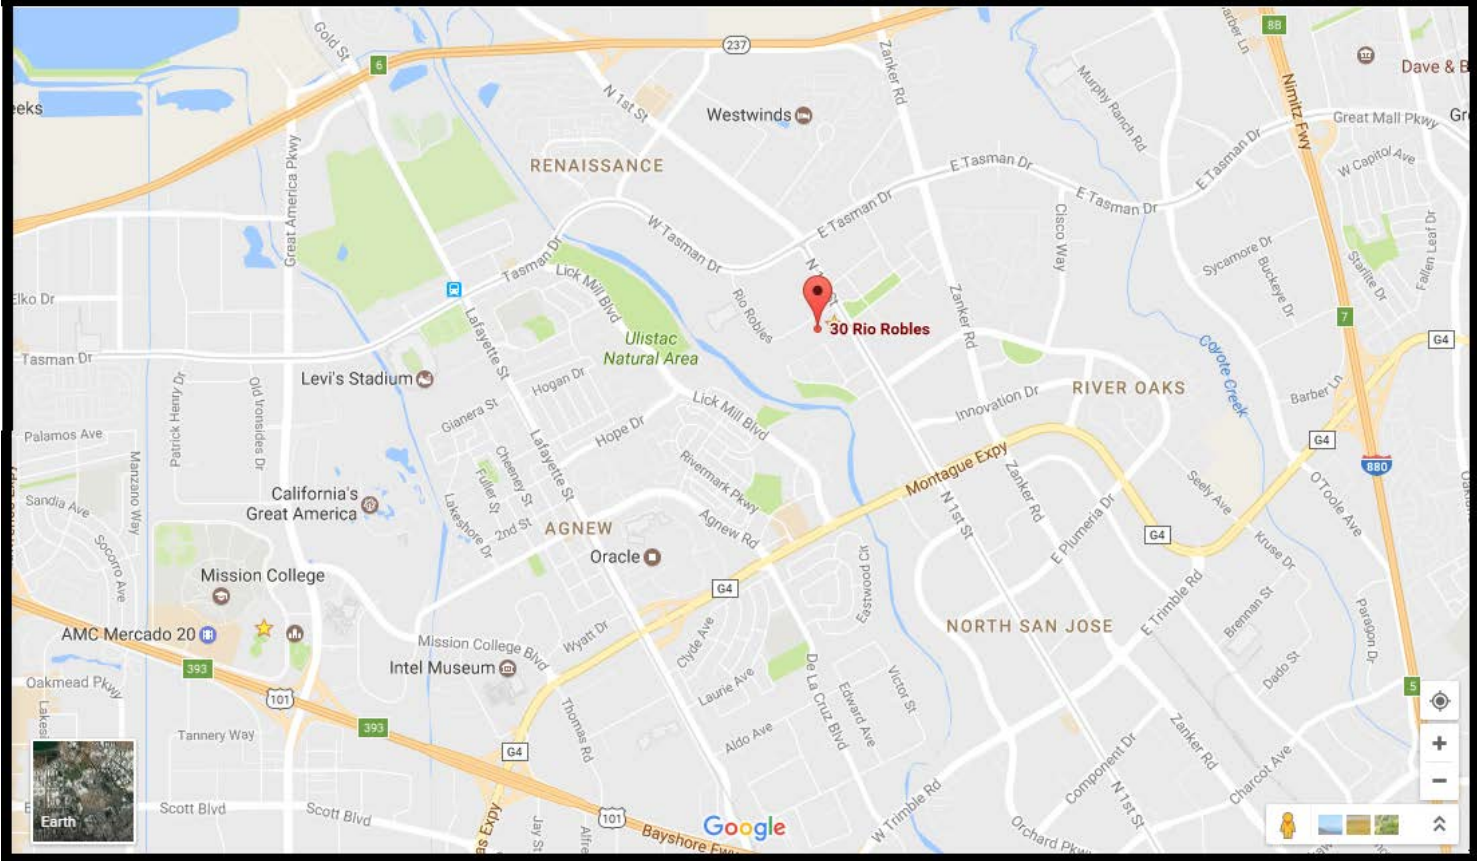 Gold St
6
237
Zanker Rd
arber Ln
8B
Dave & B
eeks
N 1st St
Westwinds
Murphy Ranch Rd
Nimitz Fwy
Great Mall Pkwy
Gr
Great America Pkwy
RENAISSANCE
E Tasman Dr
E Tasman Dr
W Capitol Ave
E Tasman Dr
E Tasman Dr
W Tasman Dr
Cisco Way
Sycamore Dr
Buckeye Dr
Starlite Dr
Fallen Leaf Dr
Tasman Dr
Lick Mill Blvd
Elko Dr
Rio Robles
Zanker Rd
7
30 Rio Robles
Lafayette St
Ulistac
Natural Area
G4
Tasman Dr
Levi's Stadium
Hogan Dr
Coyote Creek
RIVER OAKS
Barber Ln
Patrick Henry Dr
Old Ironsides Dr
Gianera St
Lick Mill Blvd
Innovation Dr
Palamos Ave
Hope Dr
G4
Manzano Way
Lafayette St
Cheeney St
Fuller St
Rivermark Pkwy
Montague Expy
880
Zanker Rd
N 1st St
Seely Ave
O'Toole Ave
California's
Great America
Sandia Ave
Lakeshore Dr
2nd St
AGNEW
Agnew Rd
E Plumeria Dr
G4
Kruse Dr
Socorro Ave
Oracle
Eastwood Cir
Mission College
G4
E Trimble Rd
Brennan St
Paragon Dr
AMC Mercado 20
Mission College Blvd
Wyatt Dr
Clyde Ave
NORTH SAN JOSE
393
Intel Museum
Oakmead Pkwy
101
Laurie Ave
De La Cruz Blvd
Edward Ave
Victor St
Dado St
5
Lakes
Thomas Rd
393
Tannery Way
Aldo Ave
G4
Zanker Rd
Component Dr
Charcot Ave
N 1st St
Scott Blvd
Scott Blvd
Earth
as Expy
Jay St
Alfre
101
Bayshore Fwy
Google
W Trimble Rd
Orchard Pkwy